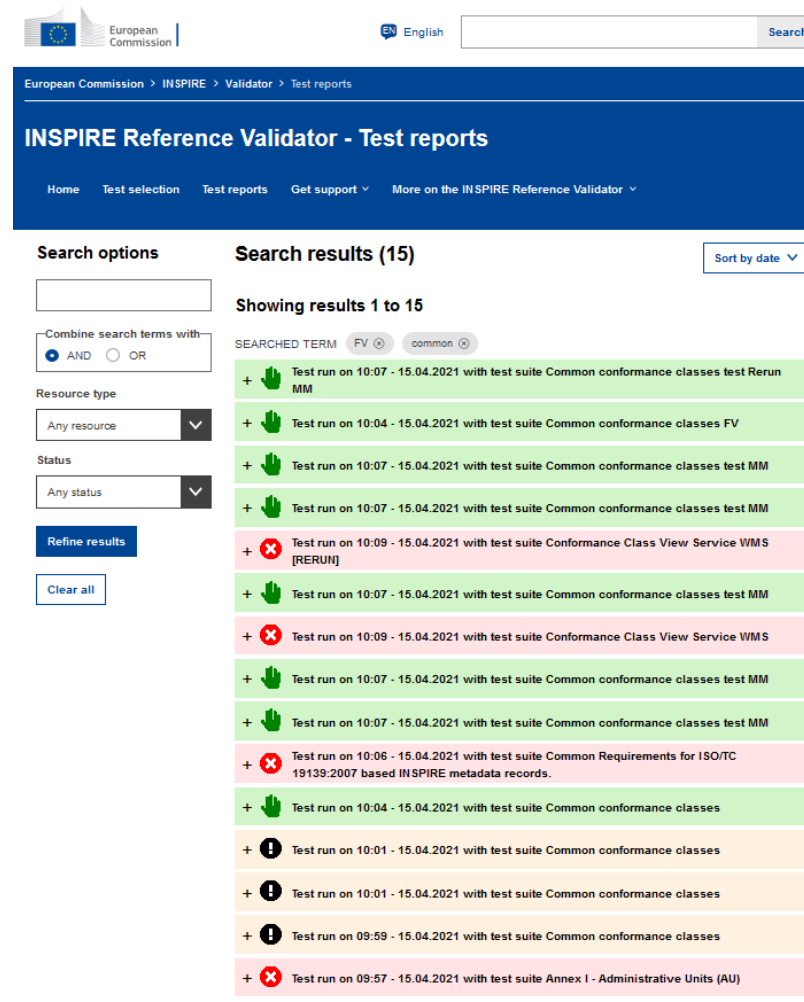 European
Commission
EN English
Search
European Commission > INSPIRE > Validator > Test reports
INSPIRE Reference Validator - Test reports
Home Test selection Test reports Get support More on the INSPIRE Reference Validator
Search options
Combine search terms with
AND OR
Resource type
Any resource
Status
Any status
Refine results
Clear all
Search results (15)
Sort by date
Showing results 1 to 15
SEARCHED TERM FV common
+ Test run on 10:07 - 15.04.2021 with test suite Common conformance classes test Rerun
MM
+ Test run on 10:04 - 15.04.2021 with test suite Common conformance classes FV
+ Test run on 10:07 - 15.04.2021 with test suite Common conformance classes test MM
+ Test run on 10:07 - 15.04.2021 with test suite Common conformance classes test MM
+ Test run on 10:09 - 15.04.2021 with test suite Conformance Class View Service WMS
[RERUN]
+ Test run on 10:07 - 15.04.2021 with test suite Common conformance classes test MM
+ Test run on 10:09 - 15.04.2021 with test suite Conformance Class View Service WMS
+ Test run on 10:07 - 15.04.2021 with test suite Common conformance classes test MM
+ Test run on 10:07 - 15.04.2021 with test suite Common conformance classes test MM
+ Test run on 10:06 - 15.04.2021 with test suite Common Requirements for ISO/TC
19139:2007 based INSPIRE metadata records.
+ Test run on 10:04 - 15.04.2021 with test suite Common conformance classes
+ Test run on 10:01 - 15.04.2021 with test suite Common conformance classes
+ Test run on 10:01 - 15.04.2021 with test suite Common conformance classes
+ Test run on 09:59 - 15.04.2021 with test suite Common conformance classes
+ Test run on 09:57 - 15.04.2021 with test suite Annex I - Administrative Units (AU)